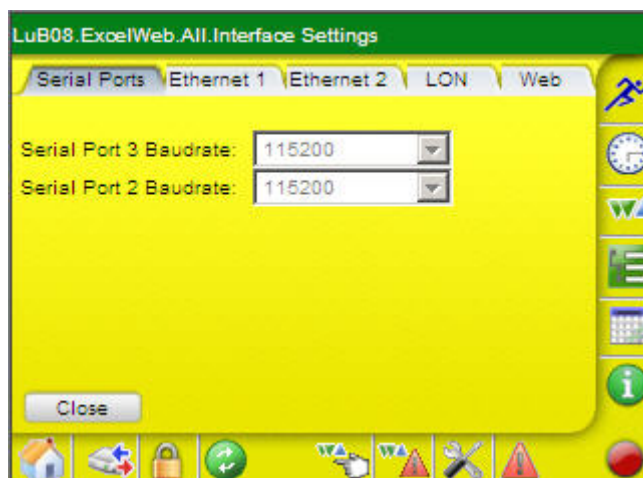 LuB08.ExcelWeb.All.Interface Settings
Serial Ports Ethernet 1 Ethernet 2 LON Web
Serial Port 3 Baudrate: 115200
Serial Port 2 Baudrate: 115200
Close